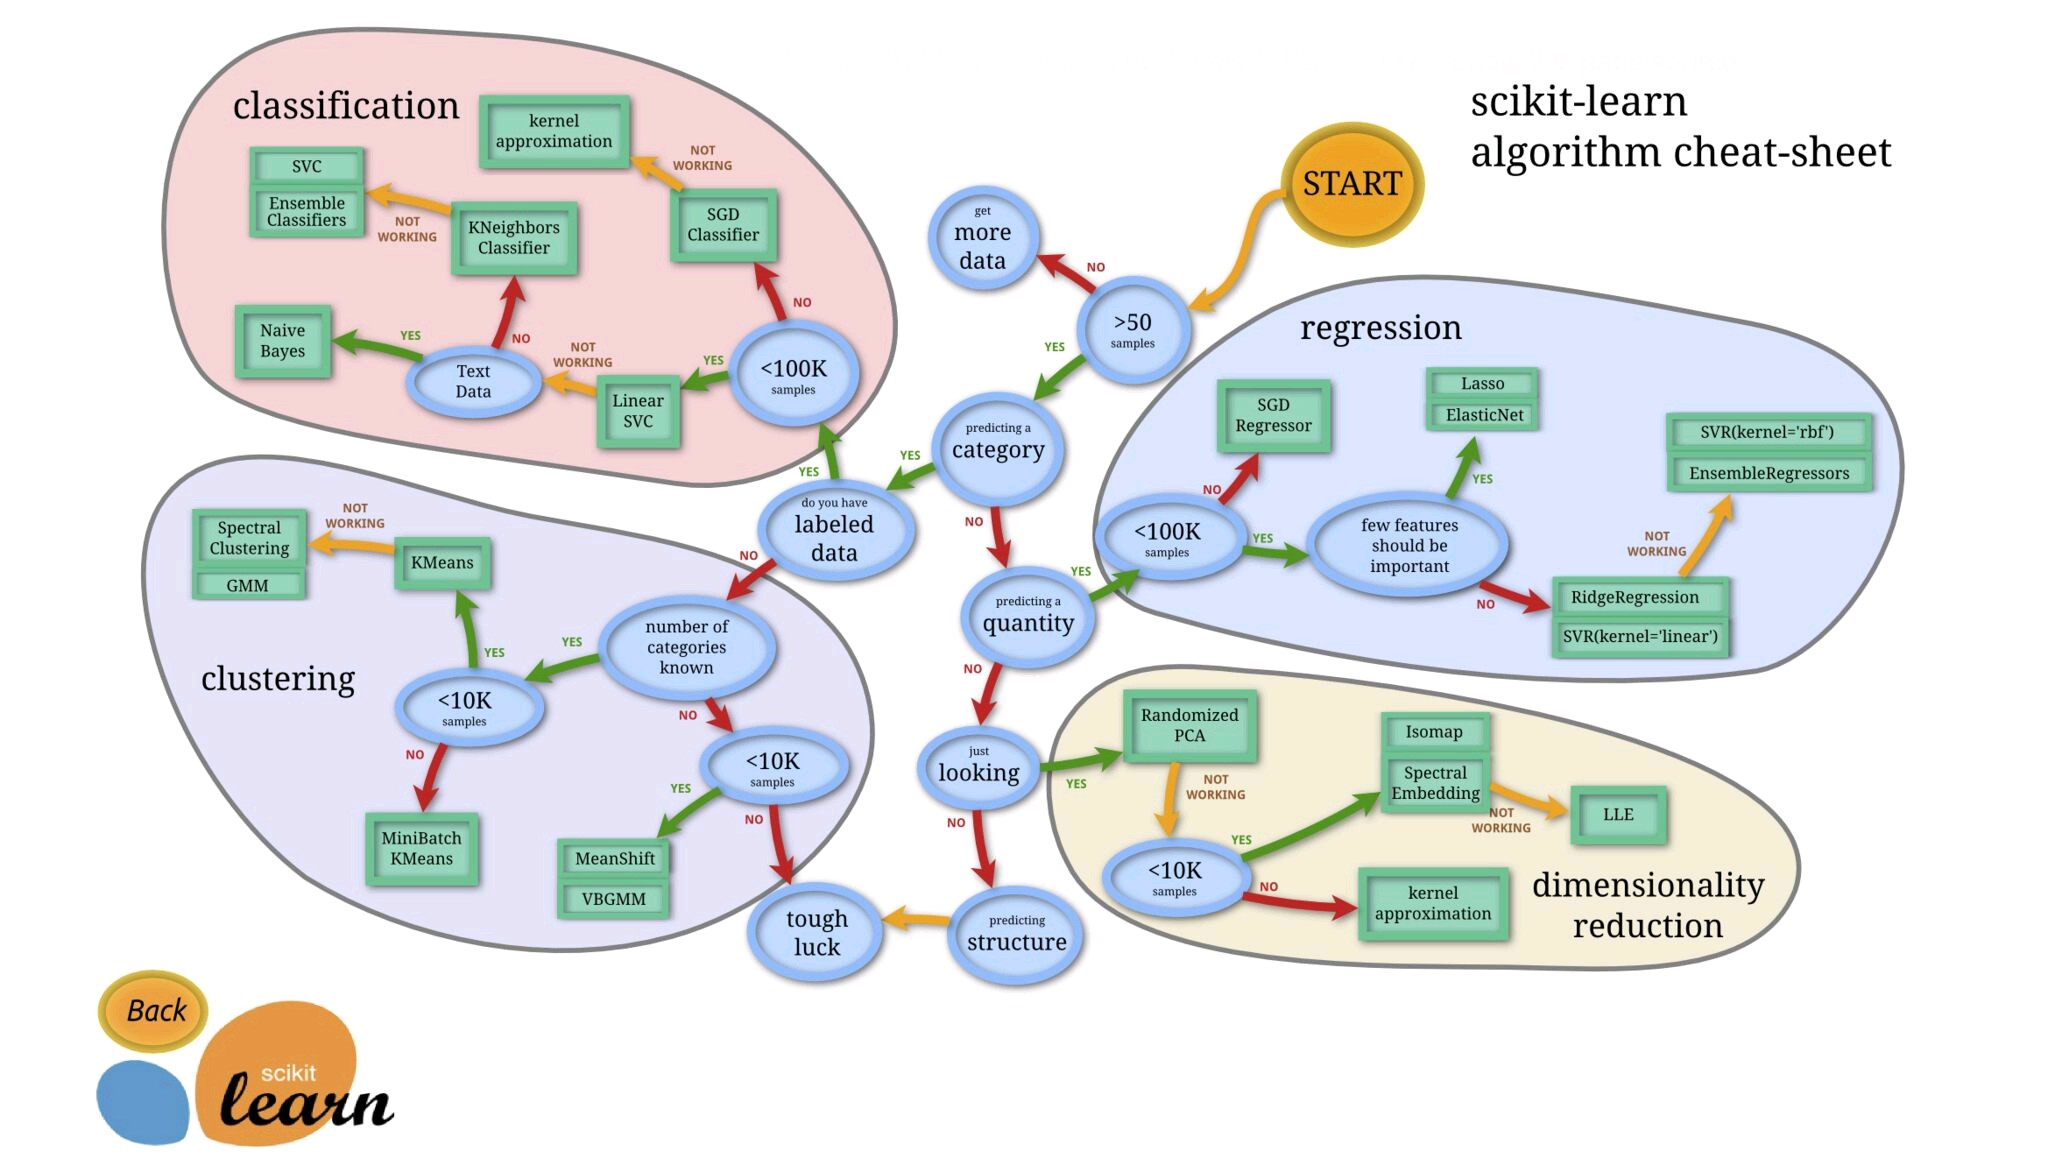 scikit-learn
algorithm cheat-sheet
START
get
more
data
NO
>50
samples
YES
predicting a
category
YES
NO
do you have
labeled
data
YES
NO
predicting a
quantity
YES
NO
just
looking
YES
NO
predicting
structure
tough
luck
classification
kernel
approximation
NOT
WORKING
SVC
Ensemble
Classifiers
NOT
WORKING
KNeighbors
Classifier
SGD
Classifier
NO
Naive
Bayes
YES
NO
Text
Data
NOT
WORKING
Linear
SVC
YES
<100K
samples
regression
SGD
Regressor
Lasso
ElasticNet
SVR(kernel='rbf')
EnsembleRegressors
NO
YES
<100K
samples
YES
few features
should be
important
NOT
WORKING
NO
RidgeRegression
SVR(kernel='linear')
clustering
Spectral
Clustering
GMM
NOT
WORKING
KMeans
YES
number of
categories
known
YES
<10K
samples
NO
NO
<10K
samples
YES
NO
MiniBatch
KMeans
MeanShift
VBGMM
Randomized
PCA
NOT
WORKING
Isomap
Spectral
Embedding
NOT
WORKING
LLE
YES
<10K
samples
NO
kernel
approximation
dimensionality
reduction
Back
scikit
learn